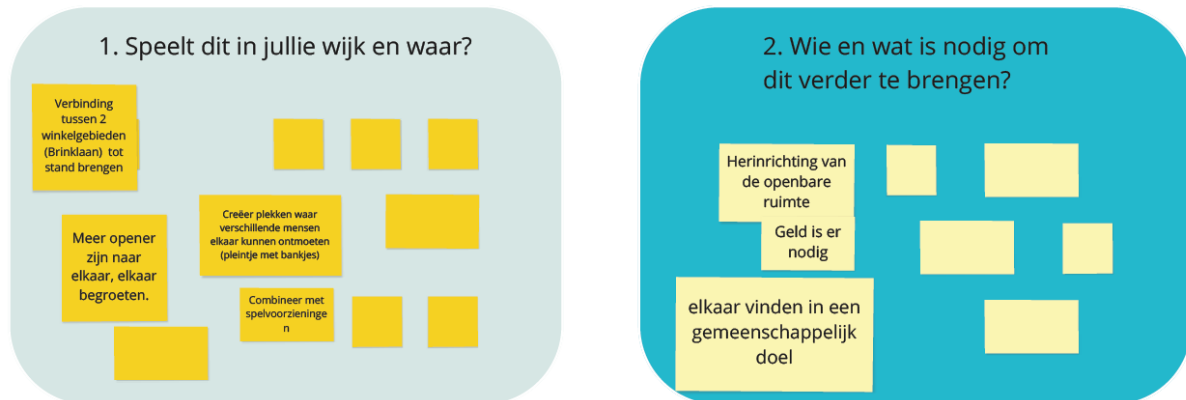 1. Speelt dit in jullie wijk en waar?
Verbinding
tussen 2
winkelgebieden
(Brinklaan) tot
stand brengen
Creëer plekken waar
verschillende mensen
elkaar kunnen ontmoeten
(pleintje met bankjes)
Meer opener
zijn naar
elkaar, elkaar
begroeten.
Combineer met
spelvoorzieninge
n
2. Wie en wat is nodig om
dit verder te brengen?
Herinrichting van
de openbare
ruimte
Geld is er
nodig
elkaar vinden in een
gemeenschappelijk
doel